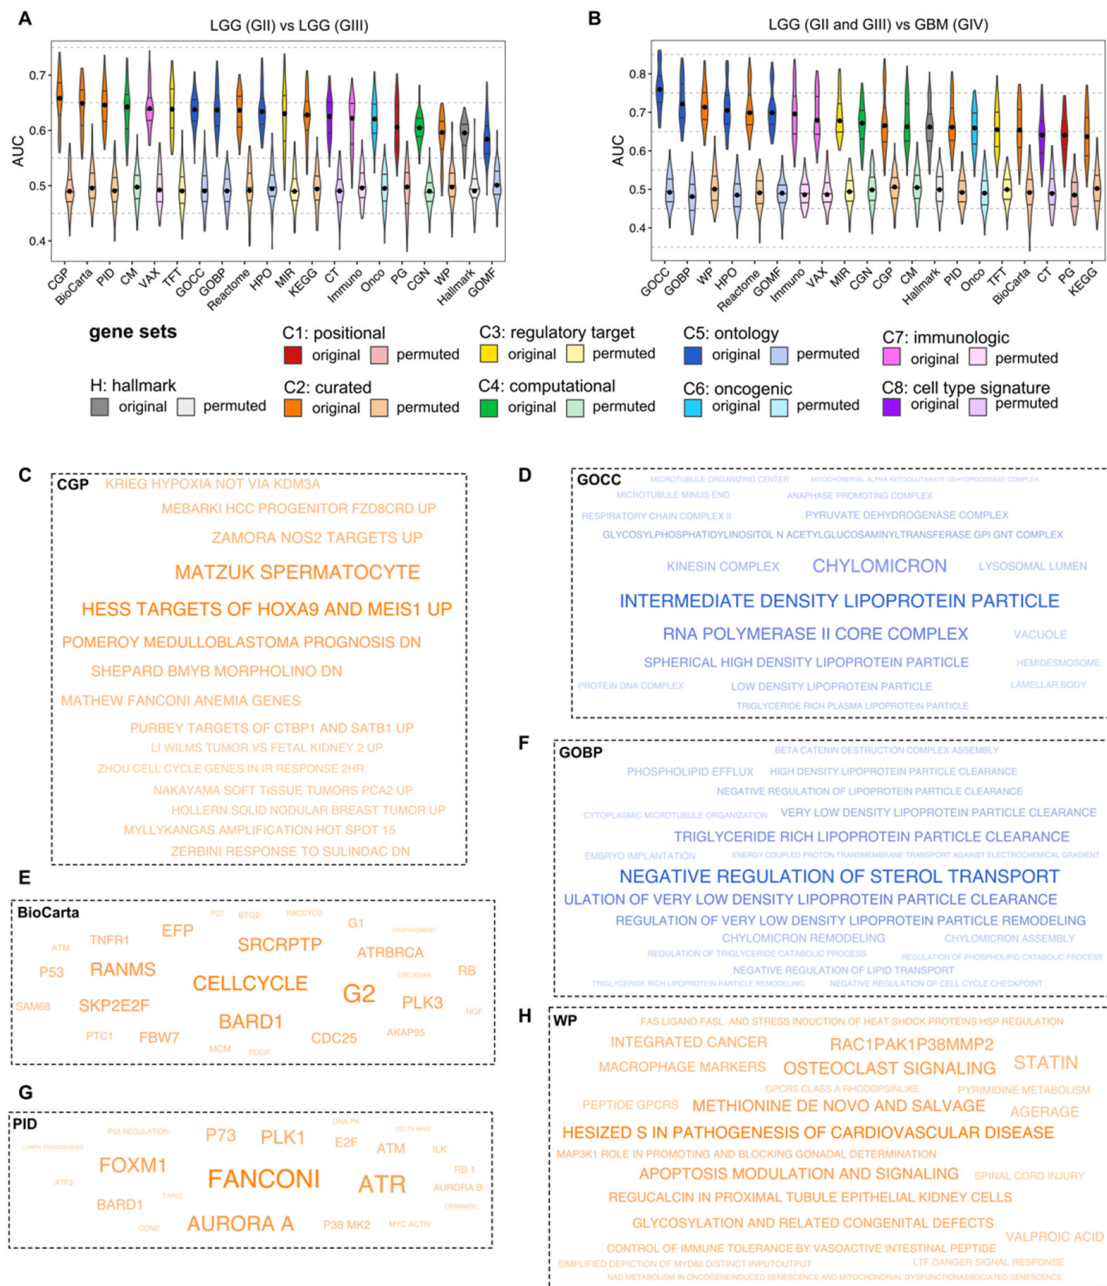 A
LGG (GII) vs LGG (GIII)
AUC
0.7
0.6
0.5
0.4
CGP
BioCarta
PID
CM
VAX
TFT
GOCC
GOBP
Reactome
HPO
MIR
KEGG
CT
Immuno
Onco
PG
CGN
WP
Hallmark
GOMF
B
LGG (GII and GIII) vs GBM (GIV)
AUC
0.8
0.7
0.6
0.5
0.4
GOCC
GOBP
WP
HPO
Reactome
GOMF
Immuno
VAX
MIR
CGN
CGP
CM
Hallmark
PID
Onco
TFT
BioCarta
CT
PG
KEGG
gene sets
H: hallmark
original permuted
C1: positional
original permuted
C2: curated
original permuted
C3: regulatory target
original permuted
C4: computational
original permuted
C5: ontology
original permuted
C6: oncogenic
original permuted
C7: immunologic
original permuted
C8: cell type signature
original permuted
C
CGP
KRIEG HYPOXIA NOT VIA KDM3A
MEBARKI HCC PROGENITOR FZD8CRD UP
ZAMORA NOS2 TARGETS UP
MATZUK SPERMATOCYTE
HESS TARGETS OF HOXA9 AND MEIS1 UP
POMEROY MEDULLOBLASTOMA PROGNOSIS DN
SHEPARD BMYB MORPHOLINO DN
MATHEW FANCONI ANEMIA GENES
PURBEY TARGETS OF CTBP1 AND SATB1 UP
LI WILMS TUMOR VS FETAL KIDNEY 2 UP
ZHOU CELL CYCLE GENES IN IR RESPONSE 2HR
NAKAYAMA SOFT TISSUE TUMORS PCA2 UP
HOLLERN SOLID NODULAR BREAST TUMOR UP
MYLLYKANGAS AMPLIFICATION HOT SPOT 15
ZERBINI RESPONSE TO SULINDAC DN
D
GOCC
MICROTUBULE ORGANIZING CENTER
MITOCHONDRIAL ALPHA KETOGLUTARATE DEHYDROGENASE COMPLEX
MICROTUBULE MINUS END
ANAPHASE PROMOTING COMPLEX
RESPIRATORY CHAIN COMPLEX II
PYRUVATE DEHYDROGENASE COMPLEX
GLYCOSYLPHOSPHATIDYLINOSITOL N ACETYLGLUCOSAMINYLTRANSFERASE GPI GNT COMPLEX
KINESIN COMPLEX
CHYLOMICRON
LYSOSOMAL LUMEN
INTERMEDIATE DENSITY LIPOPROTEIN PARTICLE
RNA POLYMERASE II CORE COMPLEX
VACUOLE
SPHERICAL HIGH DENSITY LIPOPROTEIN PARTICLE
HEMIDESMOSOME
PROTEIN DNA COMPLEX
LOW DENSITY LIPOPROTEIN PARTICLE
LAMELLAR BODY
TRIGLYCERIDE RICH PLASMA LIPOPROTEIN PARTICLE
E
BioCarta
P27
BTG2
RACCYCD
G1
DNAFRAGMENT
EFP
TNFR1
SRCRPTP
ATRBRCA
ATM
P53
RANMS
CELLCYCLE
CIRCADIAN
RB
G2
SAM68
SKP2E2F
PLK3
NGF
BARD1
PTC1
FBW7
CDC25
AKAP95
MCM
PDGF
F
GOBP
BETA CATENIN DESTRUCTION COMPLEX ASSEMBLY
PHOSPHOLIPID EFFLUX
HIGH DENSITY LIPOPROTEIN PARTICLE CLEARANCE
NEGATIVE REGULATION OF LIPOPROTEIN PARTICLE CLEARANCE
CYTOPLASMIC MICROTUBULE ORGANIZATION
VERY LOW DENSITY LIPOPROTEIN PARTICLE CLEARANCE
TRIGLYCERIDE RICH LIPOPROTEIN PARTICLE CLEARANCE
EMBRYO IMPLANTATION
ENERGY COUPLED PROTON TRANSMEMBRANE TRANSPORT AGAINST ELECTROCHEMICAL GRADIENT
NEGATIVE REGULATION OF STEROL TRANSPORT
ULATION OF VERY LOW DENSITY LIPOPROTEIN PARTICLE CLEARANCE
REGULATION OF VERY LOW DENSITY LIPOPROTEIN PARTICLE REMODELING
CHYLOMICRON REMODELING
CHYLOMICRON ASSEMBLY
REGULATION OF TRIGLYCERIDE CATABOLIC PROCESS
REGULATION OF PHOSPHOLIPID CATABOLIC PROCESS
NEGATIVE REGULATION OF LIPID TRANSPORT
TRIGLYCERIDE RICH LIPOPROTEIN PARTICLE REMODELING
NEGATIVE REGULATION OF CELL CYCLE CHECKPOINT
G
PID
P53 REGULATION
P73
PLK1
DNA PK
DELTA NP63
E2F
LYMPH ANGIOGENESIS
FOXM1
ATM
ILK
FANCONI
RB 1
ATF2
ATR
AURORA B
TAP63
BARD1
CERAMIDE
CONE
AURORA A
P38 MK2
MYC ACTIV
H
WP
FAS LIGAND FASL AND STRESS INDUCTION OF HEAT SHOCK PROTEINS HSP REGULATION
INTEGRATED CANCER
RAC1PAK1P38MMP2
MACROPHAGE MARKERS
OSTEOCLAST SIGNALING
STATIN
GPCRS CLASS A RHODOPSINLIKE
PYRIMIDINE METABOLISM
PEPTIDE GPCRS
METHIONINE DE NOVO AND SALVAGE
AGERAGE
HESIZED S IN PATHOGENESIS OF CARDIOVASCULAR DISEASE
MAP3K1 ROLE IN PROMOTING AND BLOCKING GONADAL DETERMINATION
APOPTOSIS MODULATION AND SIGNALING
SPINAL CORD INJURY
REGUCALCIN IN PROXIMAL TUBULE EPITHELIAL KIDNEY CELLS
GLYCOSYLATION AND RELATED CONGENITAL DEFECTS
VALPROIC ACID
CONTROL OF IMMUNE TOLERANCE BY VASOACTIVE INTESTINAL PEPTIDE
SIMPLIFIED DEPICTION OF MYD88 DISTINCT INPUTOUTPUT
LTF DANGER SIGNAL RESPONSE
NAD METABOLISM IN ONCOGENEINDUCED SENESCENCE AND MITOCHONDRIAL DYSFUNCTIONASSOCIATED SENESCENCE